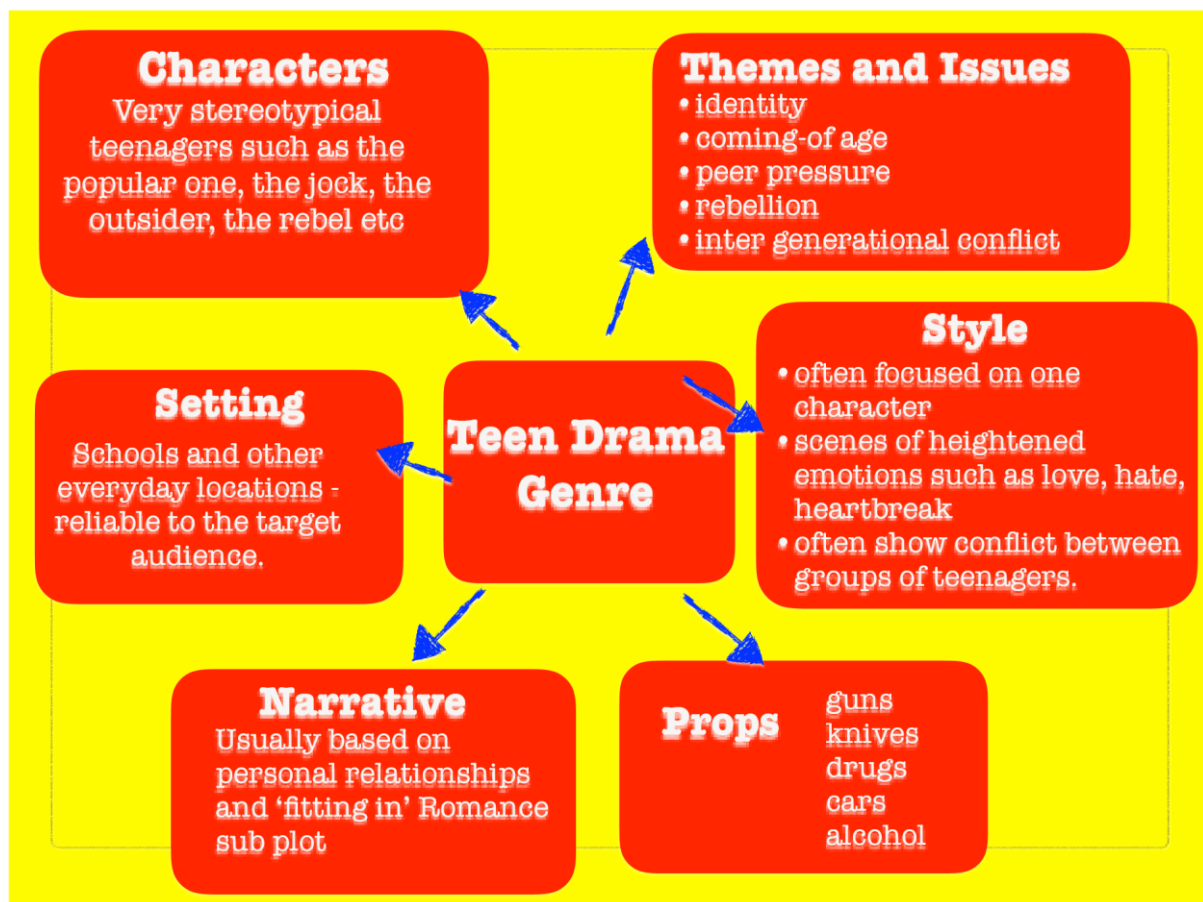 Characters
Very stereotypical
teenagers such as the
popular one, the jock, the
outsider, the rebel etc
Themes and Issues
• identity
• coming-of age
• peer pressure
• rebellion
• inter generational conflict
Setting
Schools and other
everyday locations -
reliable to the target
audience.
Teen Drama
Genre
Style
• often focused on one
character
• scenes of heightened
emotions such as love, hate,
heartbreak
• often show conflict between
groups of teenagers.
Narrative
Usually based on
personal relationships
and ‘fitting in’ Romance
sub plot
Props
guns
knives
drugs
cars
alcohol